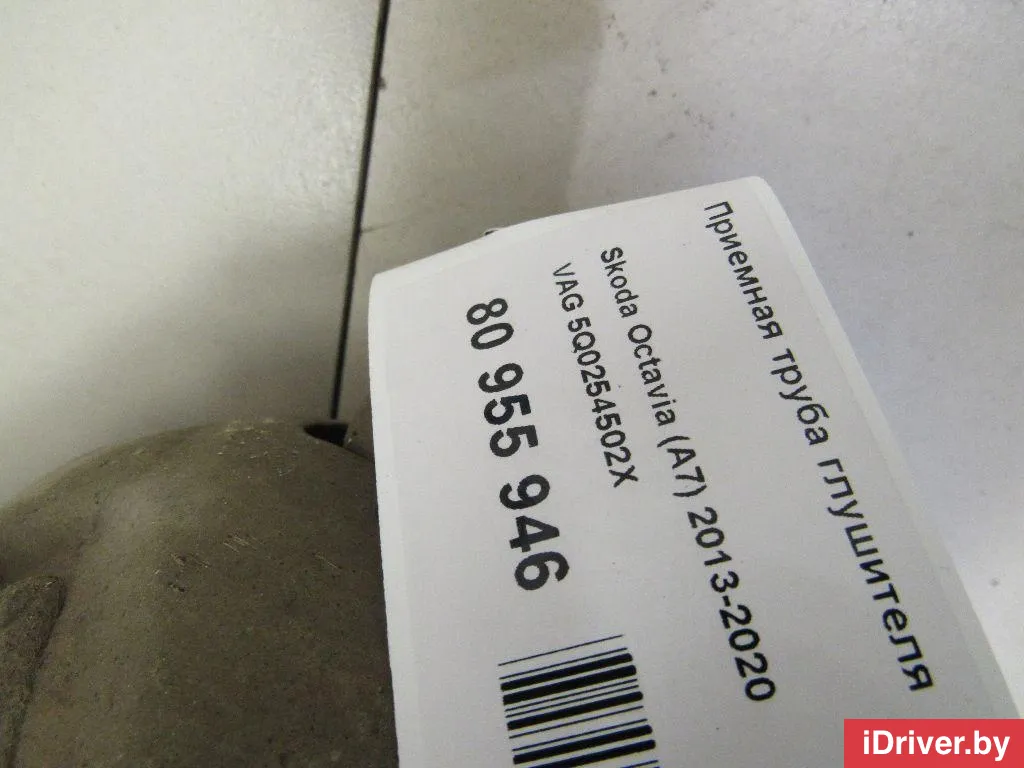 Приемная труба глушителя
Skoda Octavia (A7) 2013-2020
VAG 5Q0254502X
80 955 946
iDriver.by